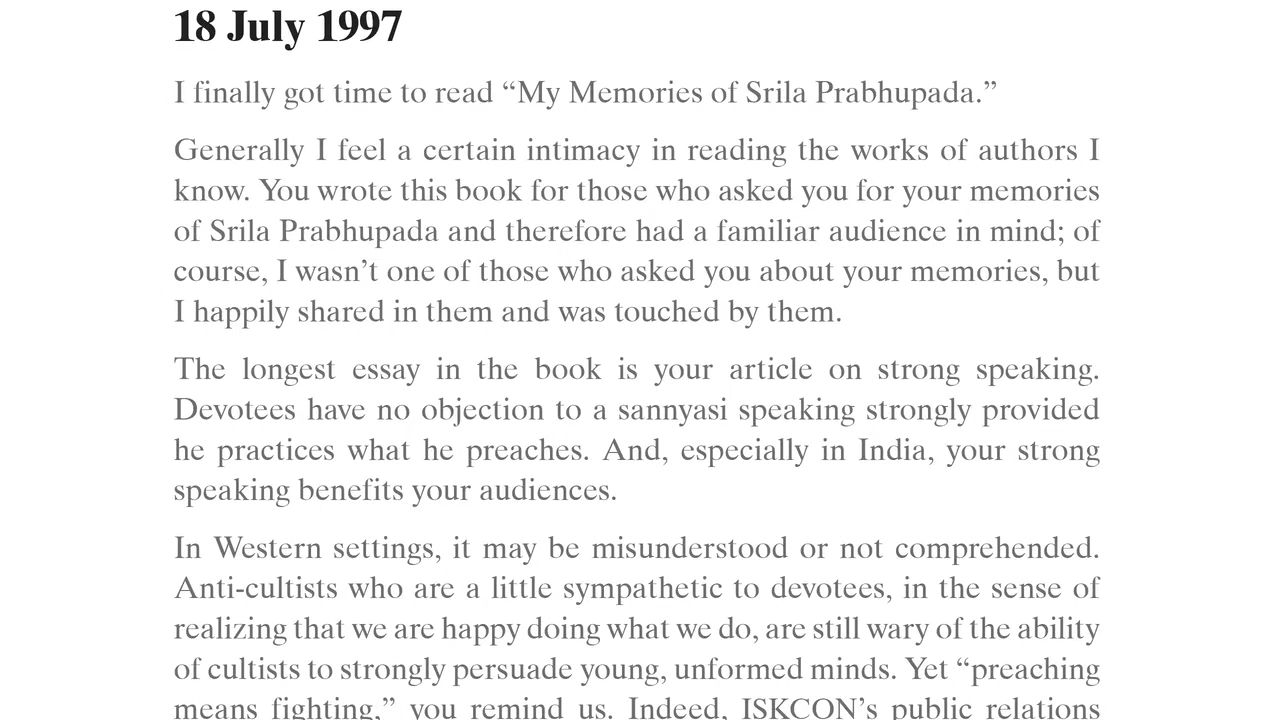 18 July 1997
I finally got time to read “My Memories of Srila Prabhupada.”
Generally I feel a certain intimacy in reading the works of authors I
know. You wrote this book for those who asked you for your memories
of Srila Prabhupada and therefore had a familiar audience in mind; of
course, I wasn’t one of those who asked you about your memories, but
I happily shared in them and was touched by them.
The longest essay in the book is your article on strong speaking.
Devotees have no objection to a sannyasi speaking strongly provided
he practices what he preaches. And, especially in India, your strong
speaking benefits your audiences.
In Western settings, it may be misunderstood or not comprehended.
Anti-cultists who are a little sympathetic to devotees, in the sense of
realizing that we are happy doing what we do, are still wary of the ability
of cultists to strongly persuade young, unformed minds. Yet “preaching
means fighting,” you remind us. Indeed, ISKCON’s public relations